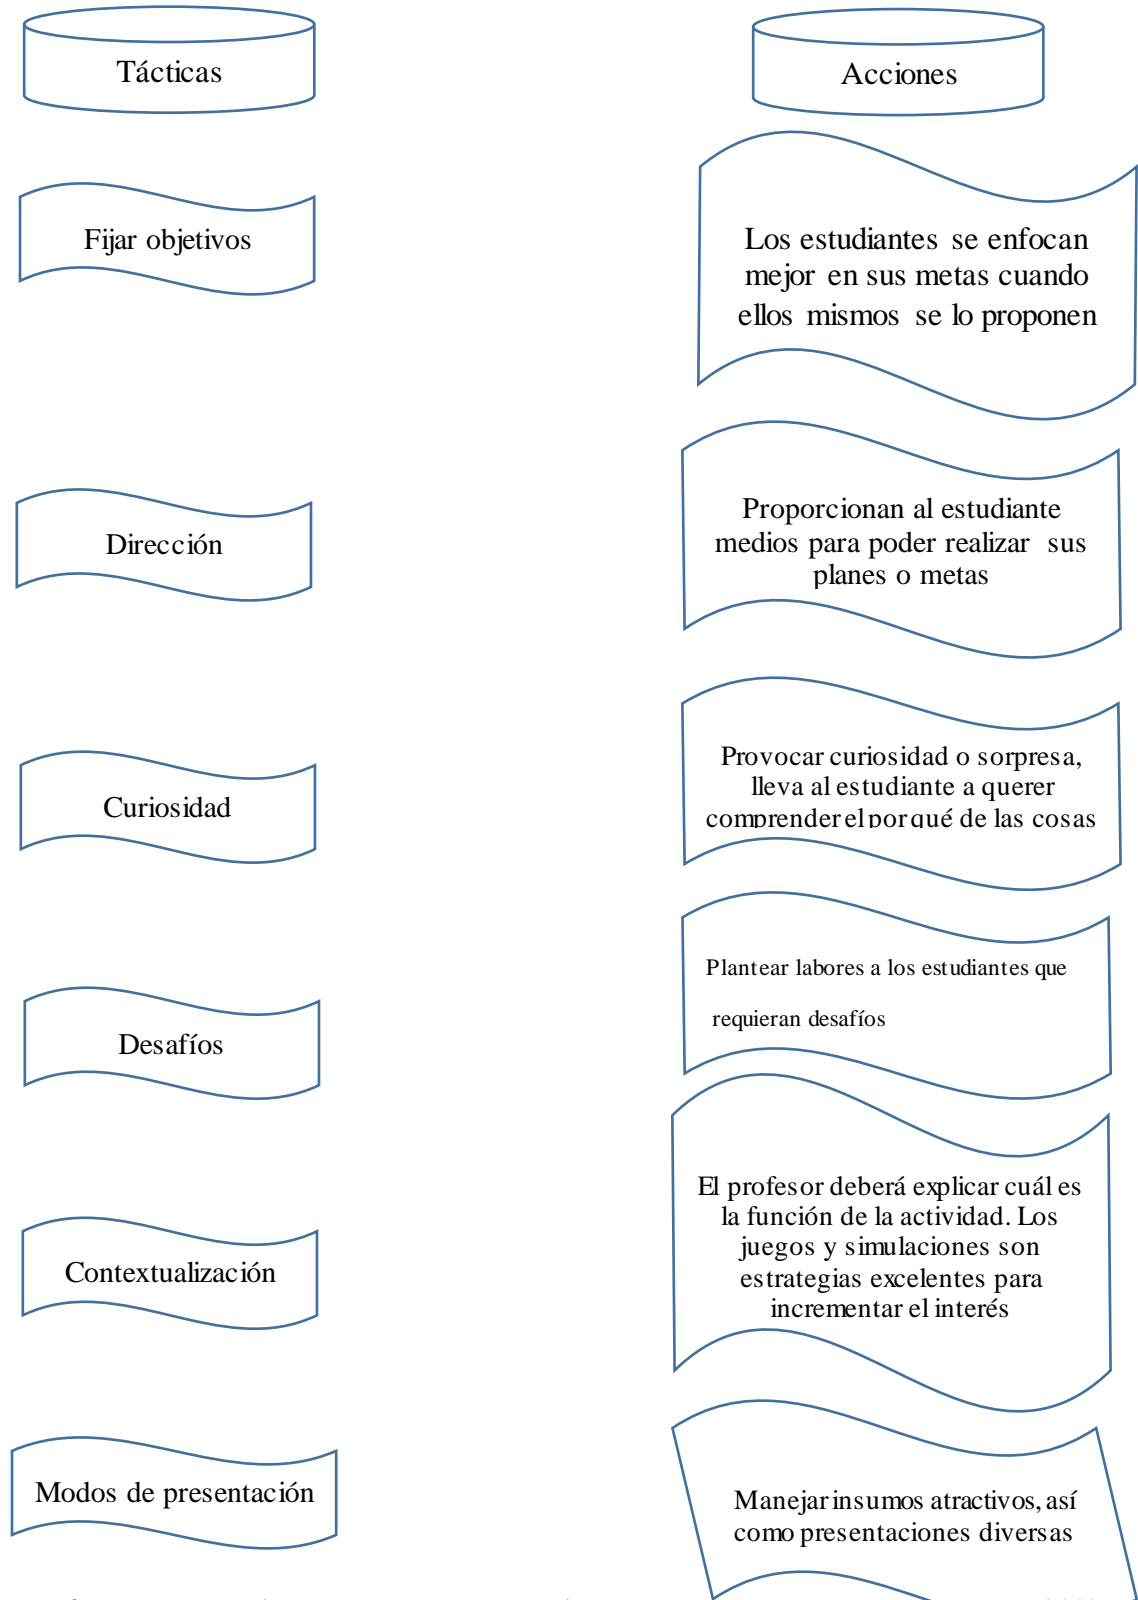 Tácticas
Acciones
Fijar objetivos
Los estudiantes se enfocan
mejor en sus metas cuando
ellos mismos se lo proponen
Dirección
Proporcionan al estudiante
medios para poder realizar sus
planes o metas
Curiosidad
Provocar curiosidad o sorpresa,
lleva al estudiante a querer
comprender el por qué de las cosas
Desafíos
Plantear labores a los estudiantes que
requieran desafíos
Contextualización
El profesor deberá explicar cuál es
la función de la actividad. Los
juegos y simulaciones son
estrategias excelentes para
incrementar el interés
Modos de presentación
Manejar insumos atractivos, así
como presentaciones diversas